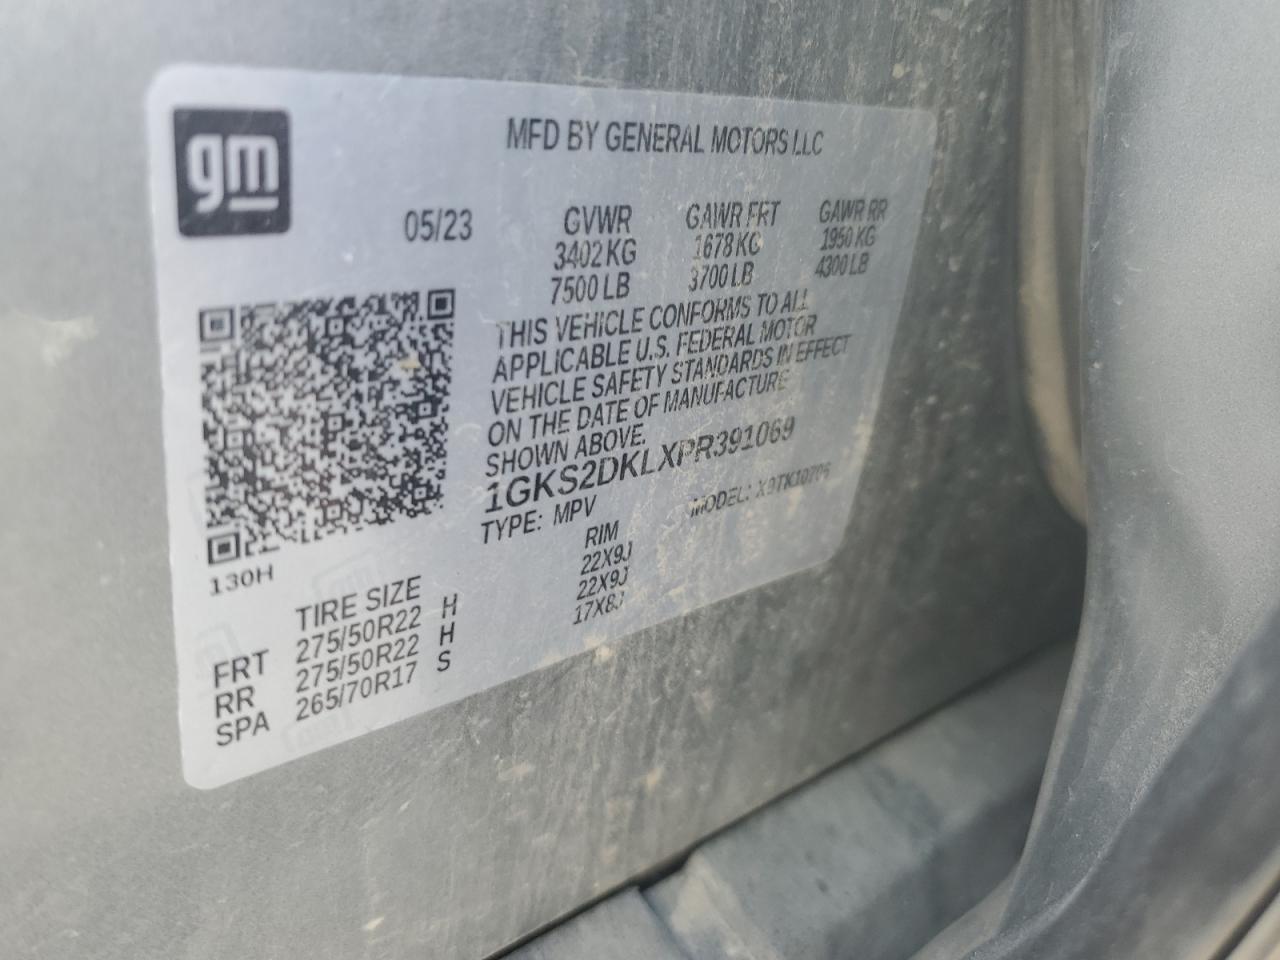 gm
MFD BY GENERAL MOTORS LLC
05/23 GVWR GAWR FRT GAWR RR
3402 KG 1678 KG 1950 KG
7500 LB 3700 LB 4300 LB
THIS VEHICLE CONFORMS TO ALL
APPLICABLE U.S. FEDERAL MOTOR
VEHICLE SAFETY STANDARDS IN EFFECT
ON THE DATE OF MANUFACTURE
SHOWN ABOVE.
1GKS2DKLXPR391069
TYPE: MPV MODEL:
130H
TIRE SIZE RIM
FRT 275/50R22 H 22X9J
RR 275/50R22 H 22X9J
SPA 265/70R17 S 17X8J